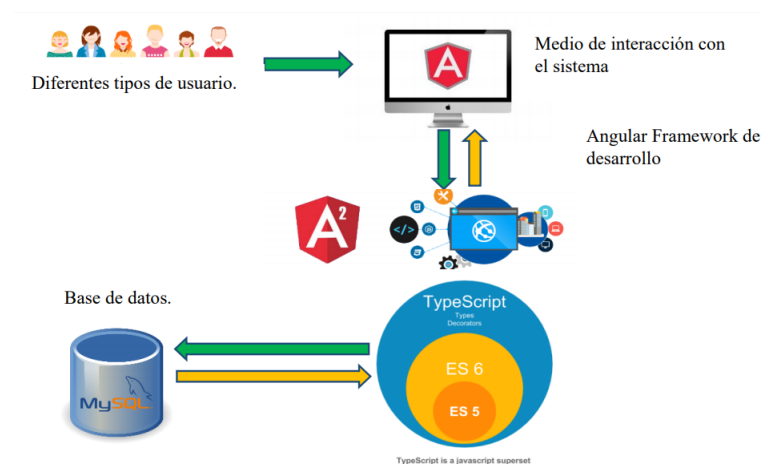 Diferentes tipos de usuario.
A
Medio de interacción con
el sistema
Angular Framework de
desarrollo
A²
</>
Base de datos.
MySQL
TypeScript
Types
Decorators
ES 6
ES 5
TypeScript is a javascript superset